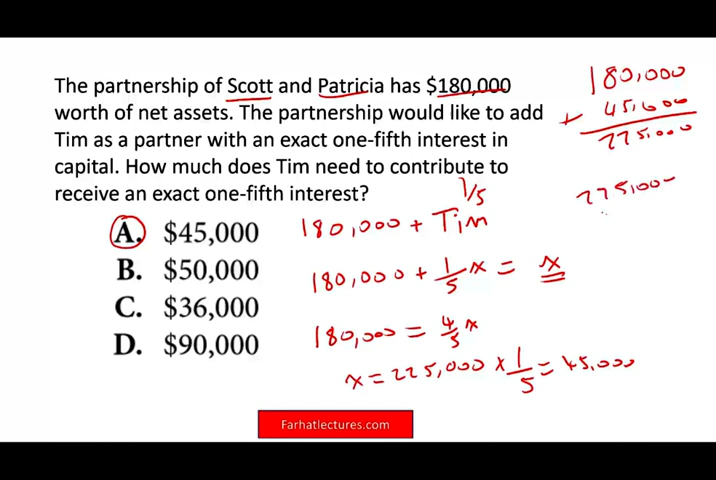 The partnership of Scott and Patricia has $180,000
worth of net assets. The partnership would like to add
Tim as a partner with an exact one-fifth interest in
capital. How much does Tim need to contribute to
receive an exact one-fifth interest?
A. $45,000
B. $50,000
C. $36,000
D. $90,000
180,000
+ 45,000
225,000
225,000
1/5
180,000 + Tim
180,000 + 1/5 x = x
180,000 = 4/5 x
x = 225,000 x 1/5 = 45,000
Farhatlectures.com